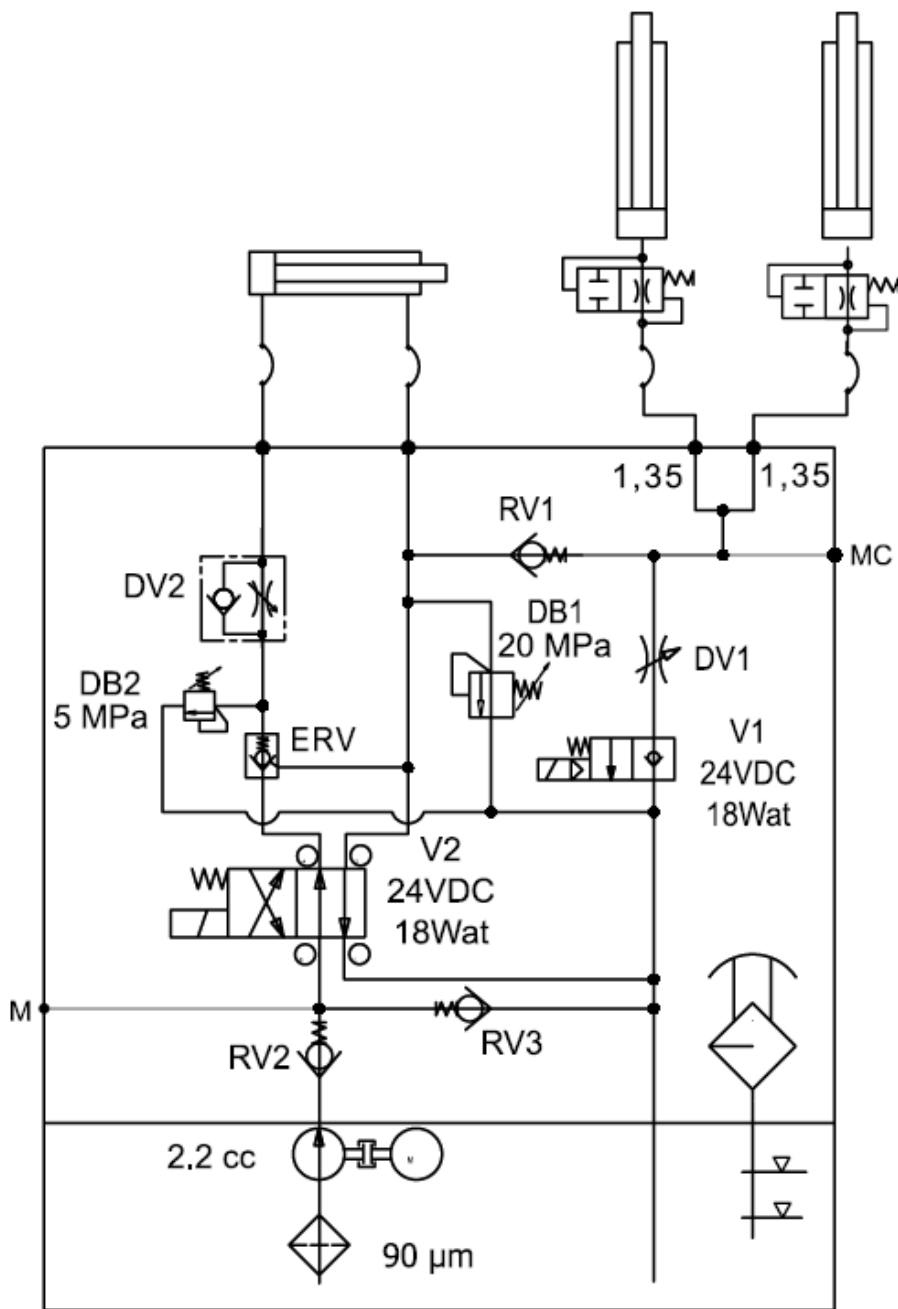 1,35
1,35
RV1
MC
DV2
DB1
20 MPa
DV1
DB2
5 MPa
ERV
V1
24VDC
18Wat
V2
24VDC
18Wat
M
RV2
RV3
2,2 cc
M
90 µm